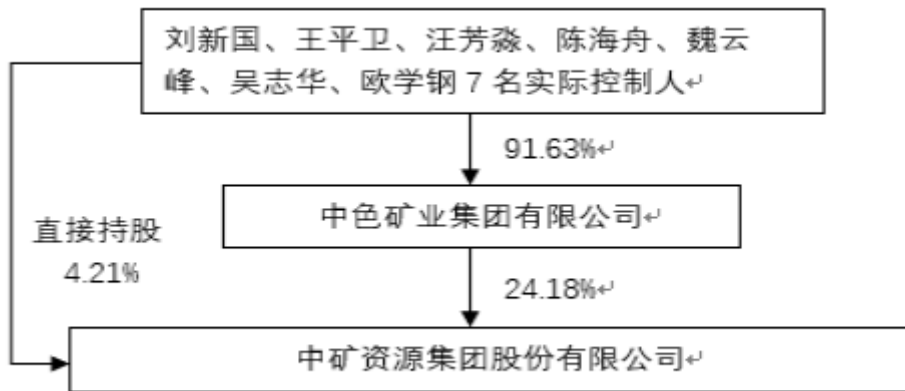 刘新国、王平卫、汪芳淼、陈海舟、魏云
峰、吴志华、欧学钢 7 名实际控制人↵
91.63%↵
中色矿业集团有限公司↵
直接持股
4.21%
24.18%↵
中矿资源集团股份有限公司↵